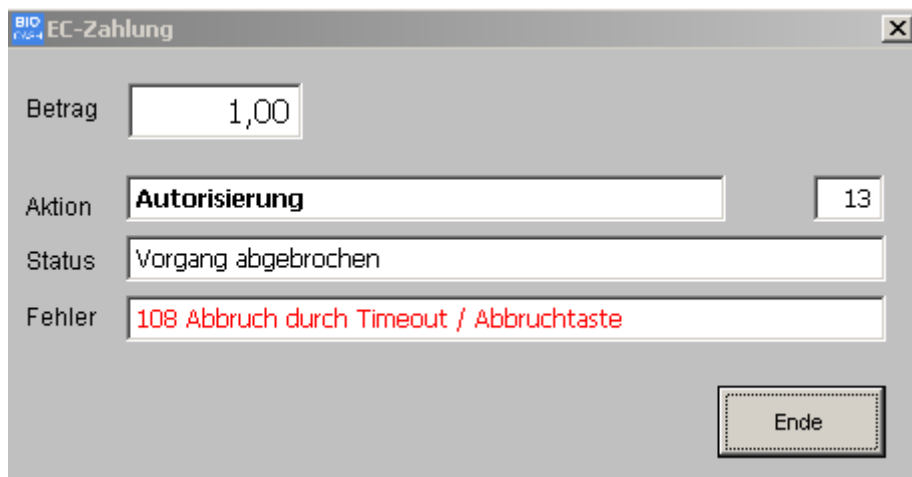 BIO
CASH
EC-Zahlung
Betrag 1,00
Aktion Autorisierung 13
Status Vorgang abgebrochen
Fehler 108 Abbruch durch Timeout / Abbruchtaste
Ende